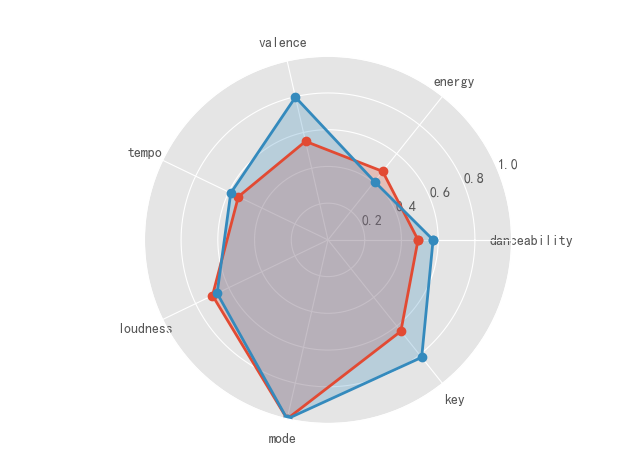 valence
energy
tempo
1.0
0.8
0.6
0.4
0.2
danceability
loudness
key
mode